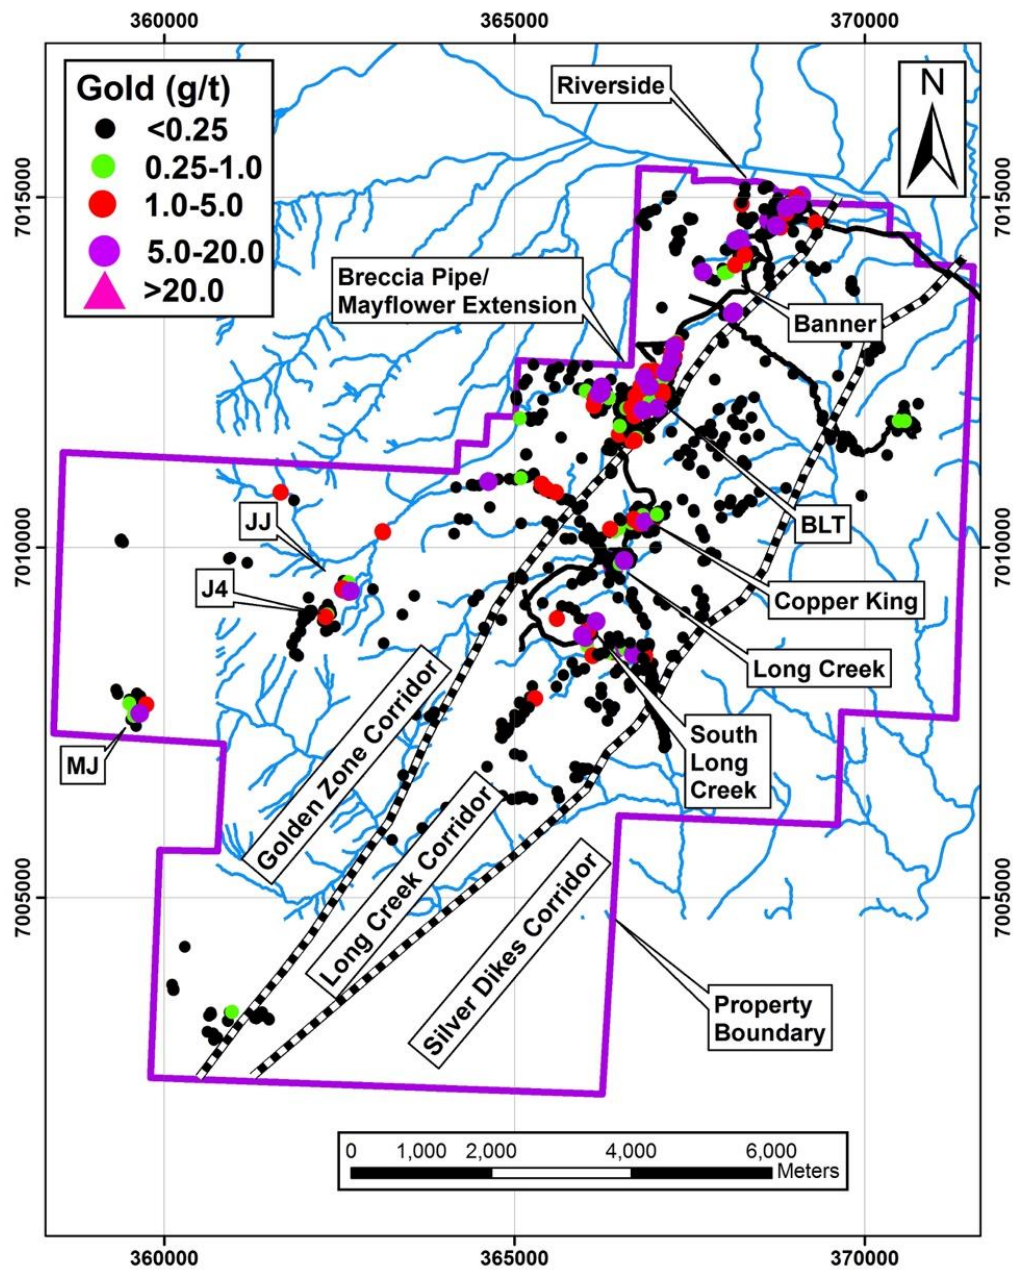 360000
365000
370000
Gold (g/t)
<0.25
0.25-1.0
1.0-5.0
5.0-20.0
>20.0
Riverside
N
7015000
7015000
Breccia Pipe/
Mayflower Extension
Banner
JJ
BLT
7010000
7010000
J4
Copper King
Long Creek
South
Long
Creek
MJ
Golden Zone Corridor
Long Creek Corridor
Silver Dikes Corridor
7005000
7005000
Property
Boundary
0
1,000
2,000
4,000
6,000
Meters
360000
365000
370000